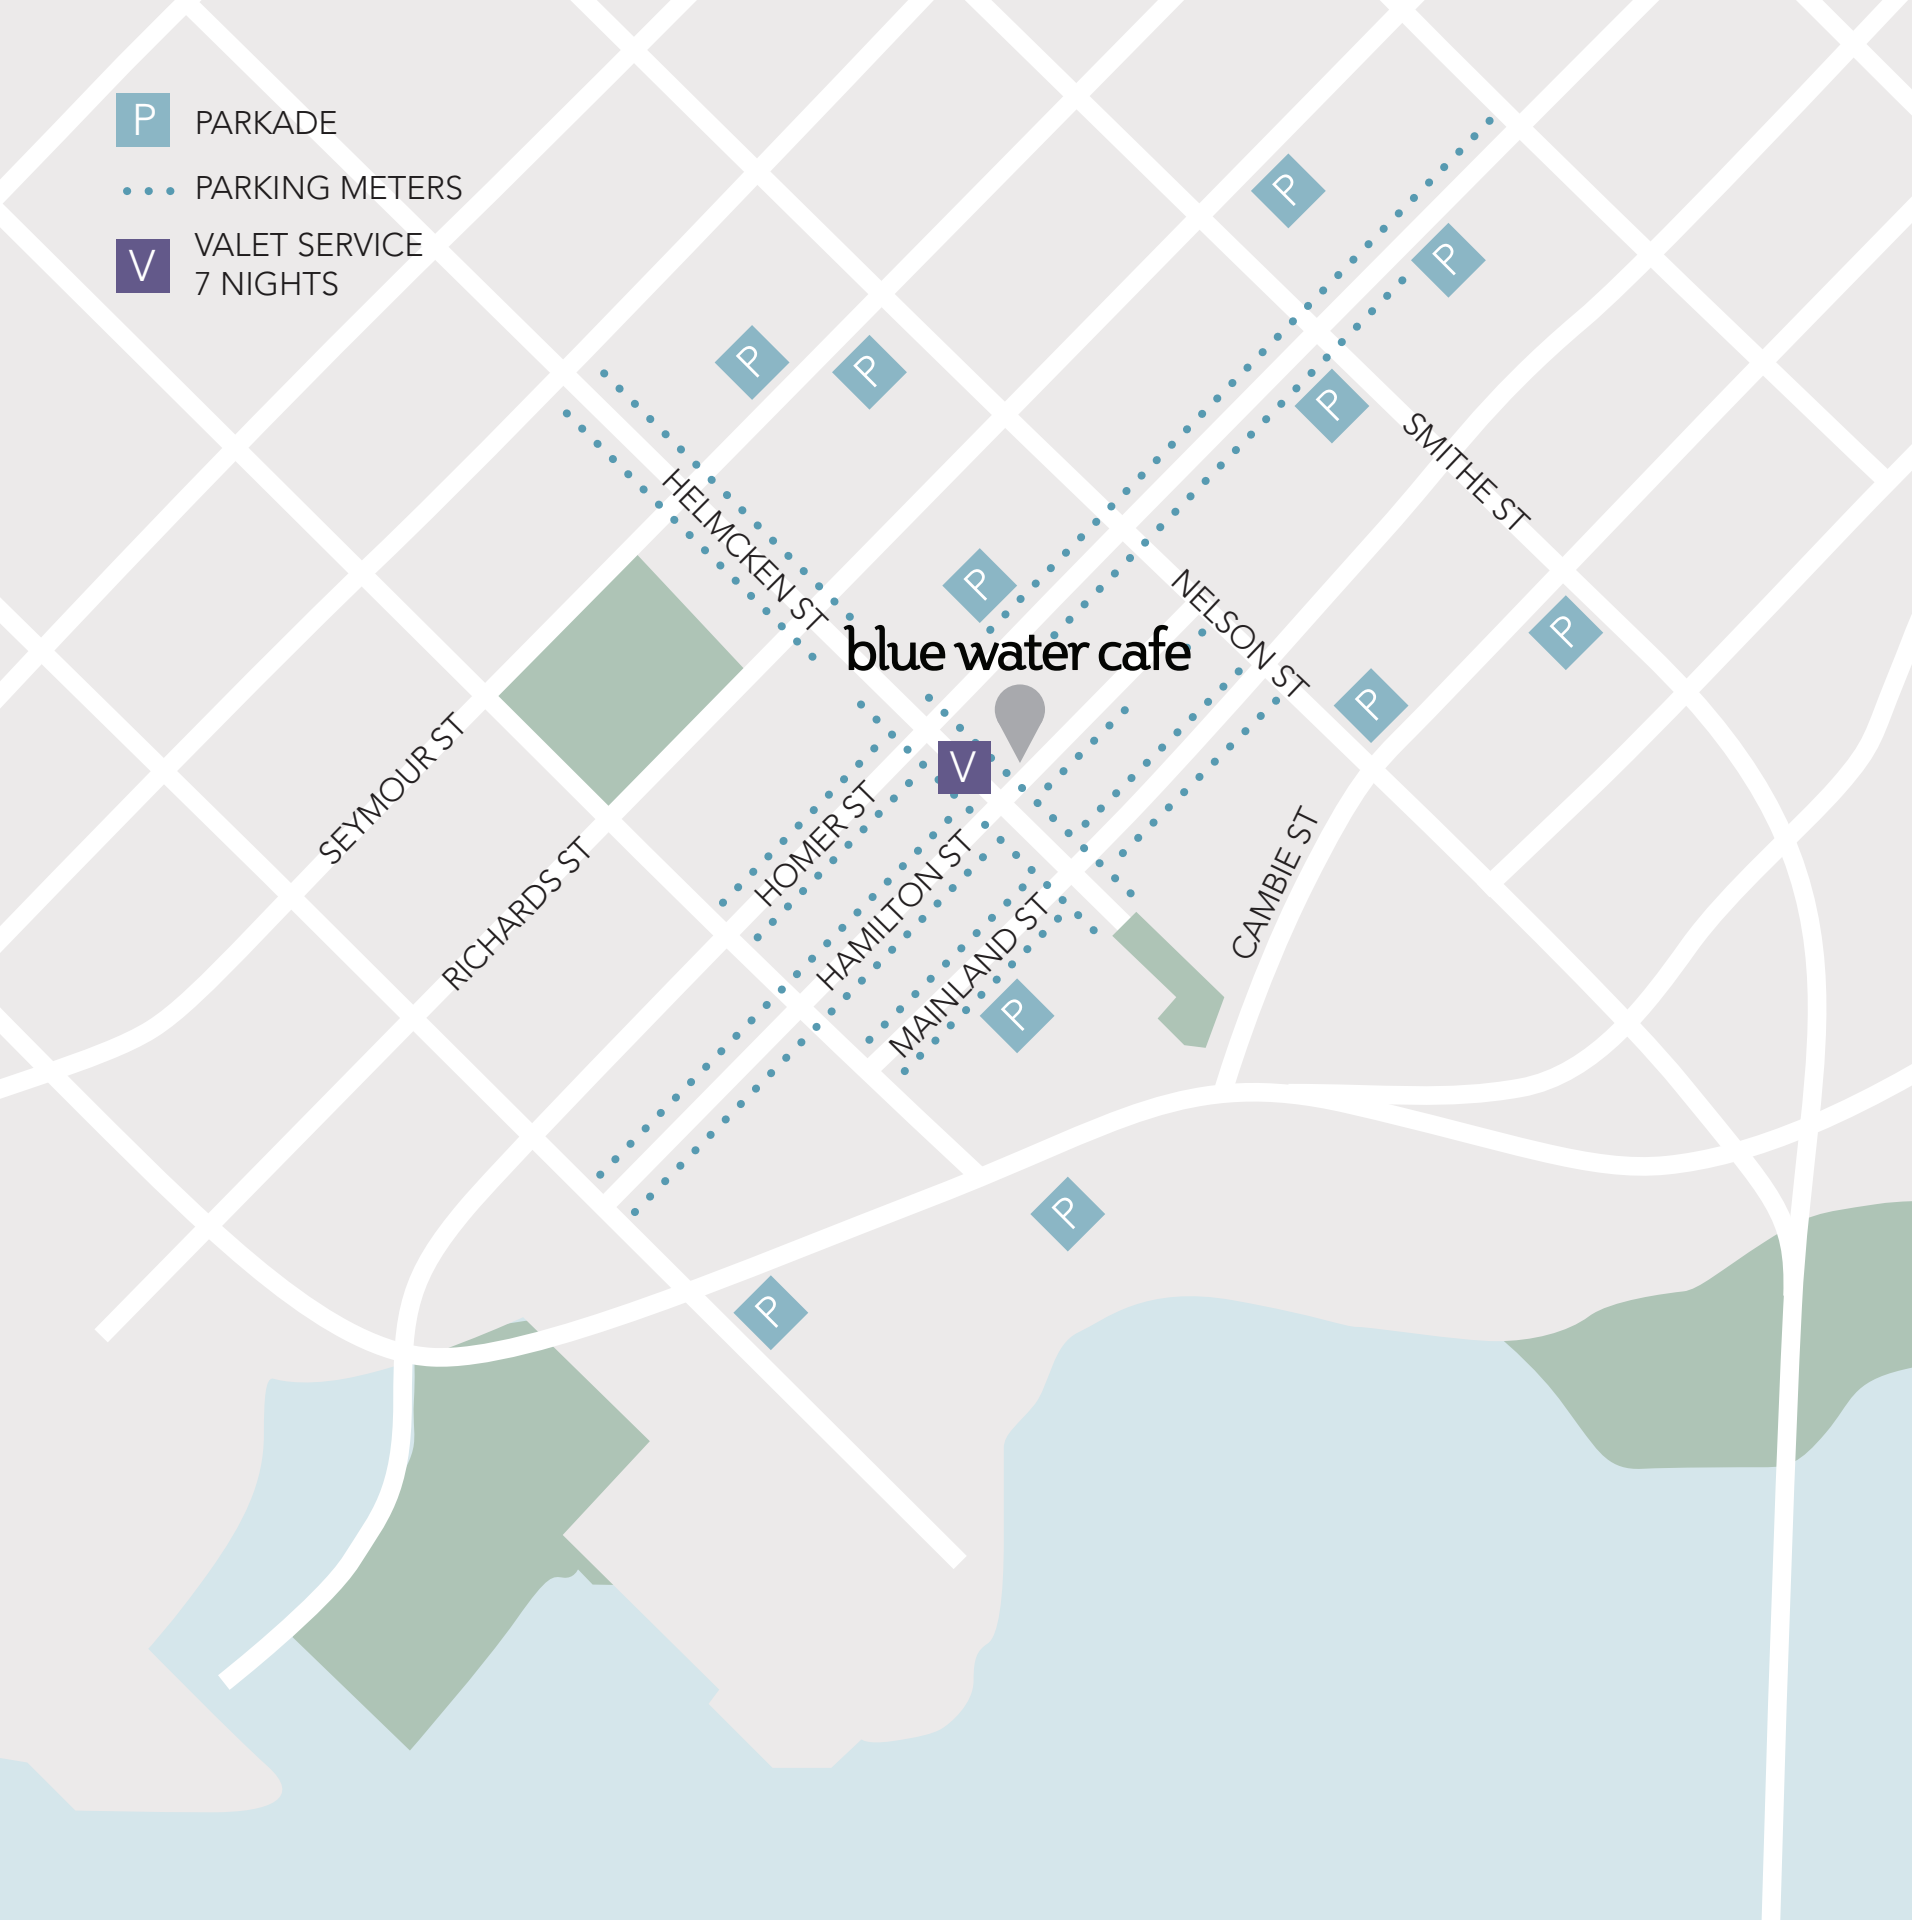 P PARKADE
PARKING METERS
V VALET SERVICE
7 NIGHTS
P
P
P
P
P
SMITHE ST
HELMCKEN ST
P
NELSON ST
P
blue water cafe
P
V
SEYMOUR ST
HOMER ST
RICHARDS ST
HAMILTON ST
CAMBIE ST
MAINLAND ST
P
P
P